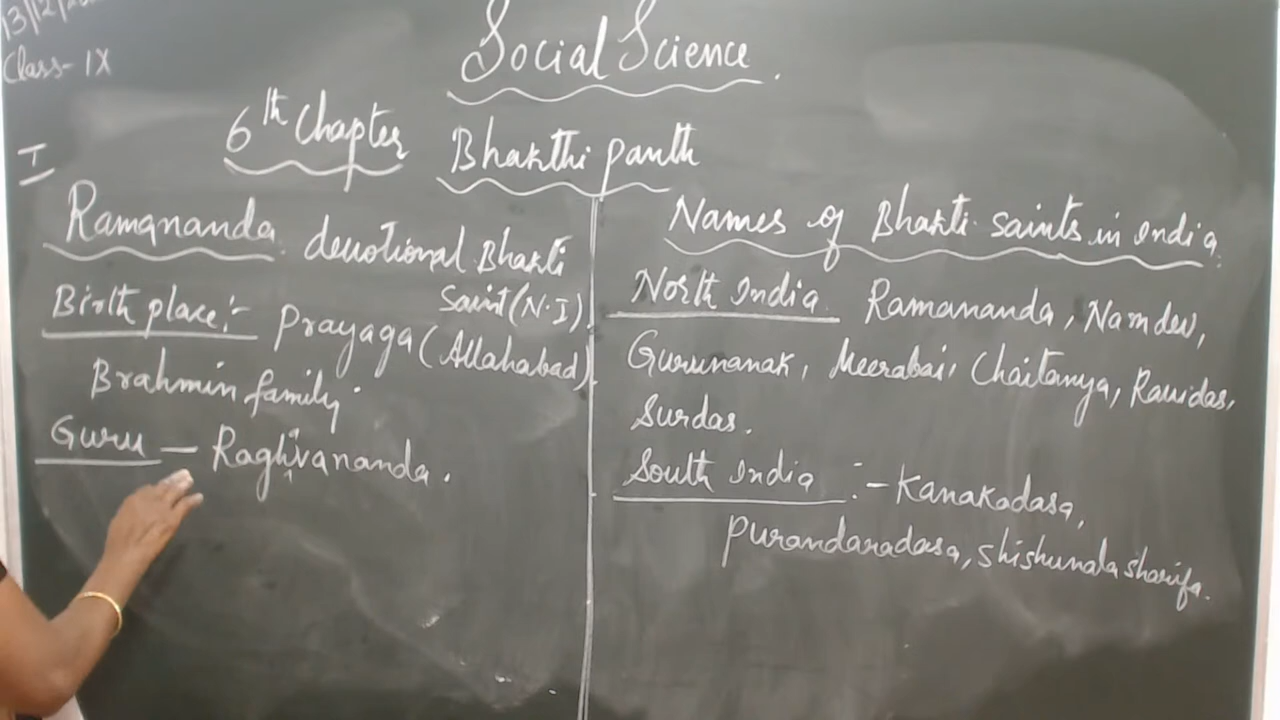 13/12/
Class- IX
Social Science.
6th Chapter Bhakthi panth
I
Ramananda. devotional Bhakti
Saint (N.I).
Birth place:- Prayaga (Allahabad).
Brahmin family.
Guru - Raghavananda.
Names of Bhakti saints in India.
North India. Ramananda, Namdev,
Gurunanak, Meerabai, Chaitanya, Ravidas,
Surdas.
South India :- Kanakadasa,
Purandaradasa, Shishunala Sharifa.